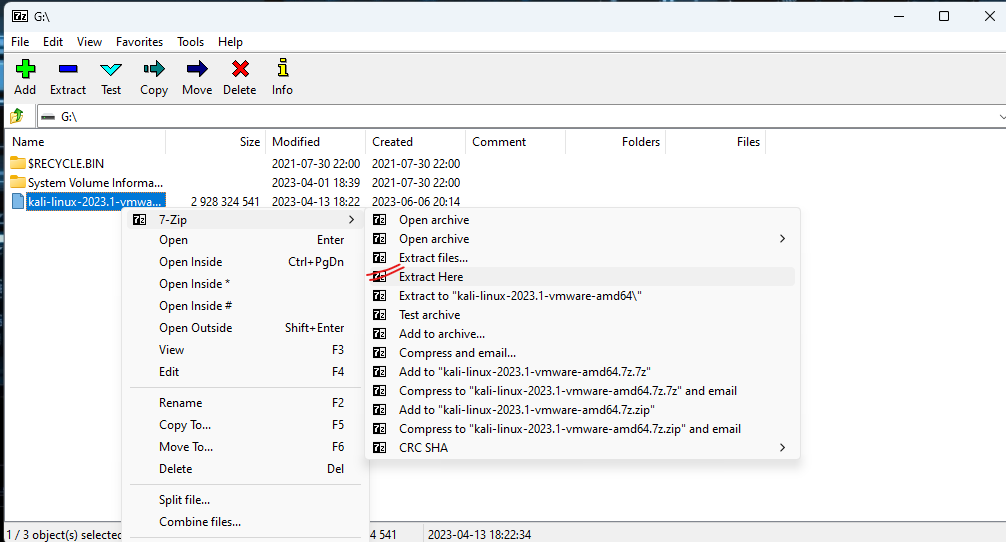 G:\
File Edit View Favorites Tools Help
Add Extract Test Copy Move Delete Info
G:\
Name Size Modified Created Comment Folders Files
$RECYCLE.BIN 2021-07-30 22:00 2021-07-30 22:00
System Volume Informa... 2023-04-01 18:39 2021-07-30 22:00
kali-linux-2023.1-vmwa... 2 928 324 541 2023-04-13 18:22 2023-06-06 20:14
7-Zip
Open Enter
Open Inside Ctrl+PgDn
Open Inside *
Open Inside #
Open Outside Shift+Enter
View F3
Edit F4
Rename F2
Copy To... F5
Move To... F6
Delete Del
Split file...
Combine files...
Open archive
Open archive
Extract files...
Extract Here
Extract to "kali-linux-2023.1-vmware-amd64\"
Test archive
Add to archive...
Compress and email...
Add to "kali-linux-2023.1-vmware-amd64.7z.7z"
Compress to "kali-linux-2023.1-vmware-amd64.7z.7z" and email
Add to "kali-linux-2023.1-vmware-amd64.7z.zip"
Compress to "kali-linux-2023.1-vmware-amd64.7z.zip" and email
CRC SHA
1 / 3 object(s) selected 4 541 2023-04-13 18:22:34